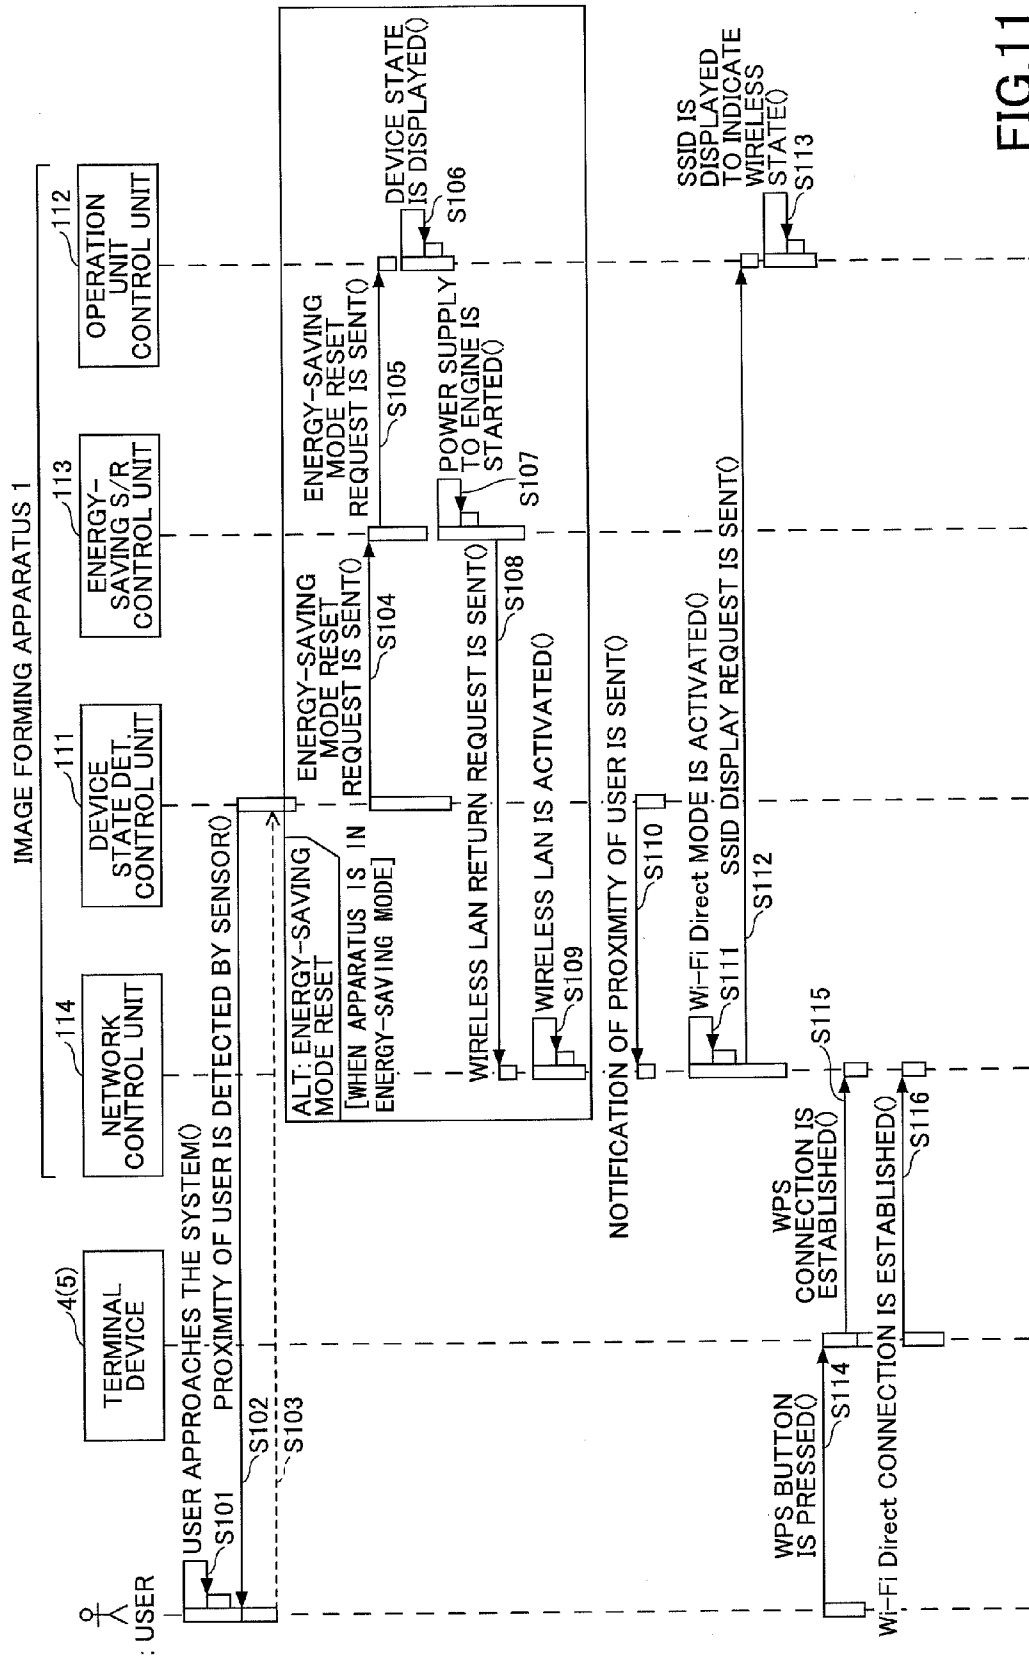 IMAGE FORMING APPARATUS 1
: USER
4(5)
TERMINAL
DEVICE
114
NETWORK
CONTROL UNIT
111
DEVICE
STATE DET.
CONTROL UNIT
113
ENERGY-
SAVING S/R
CONTROL UNIT
112
OPERATION
UNIT
CONTROL UNIT
USER APPROACHES THE SYSTEM()
S101
PROXIMITY OF USER IS DETECTED BY SENSOR()
S102
S103
ALT: ENERGY-SAVING
MODE RESET
[WHEN APPARATUS IS IN
ENERGY-SAVING MODE]
ENERGY-SAVING
MODE RESET
REQUEST IS SENT()
S104
ENERGY-SAVING
MODE RESET
REQUEST IS SENT()
S105
DEVICE STATE
IS DISPLAYED()
S106
POWER SUPPLY
TO ENGINE IS
STARTED()
S107
WIRELESS LAN RETURN REQUEST IS SENT()
S108
WIRELESS LAN IS ACTIVATED()
S109
NOTIFICATION OF PROXIMITY OF USER IS SENT()
S110
Wi-Fi Direct MODE IS ACTIVATED()
S111
SSID DISPLAY REQUEST IS SENT()
S112
SSID IS
DISPLAYED
TO INDICATE
WIRELESS
STATE()
S113
WPS BUTTON
IS PRESSED()
S114
WPS
CONNECTION IS
ESTABLISHED()
S115
Wi-Fi Direct CONNECTION IS ESTABLISHED()
S116
FIG.11